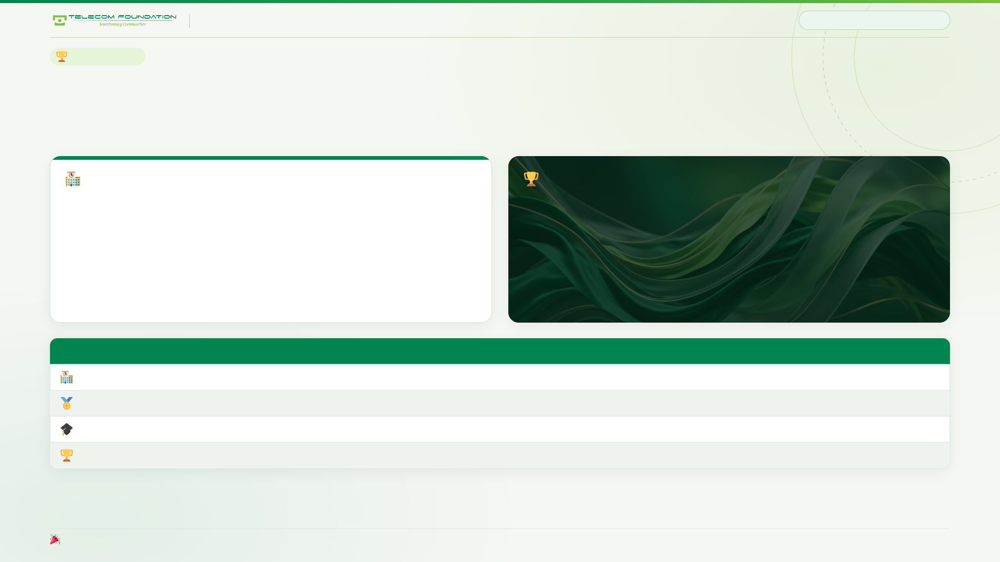 TELECOM FOUNDATION
Transforming Communities